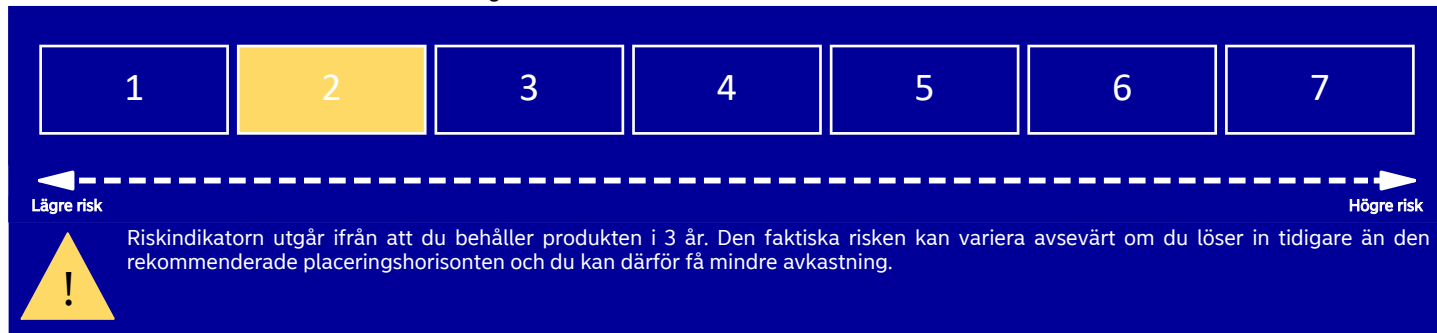 1 2 3 4 5 6 7
Lägre risk Högre risk
Riskindikatorn utgår ifrån att du behåller produkten i 3 år. Den faktiska risken kan variera avsevärt om du löser in tidigare än den
rekommenderade placeringshorisonten och du kan därför få mindre avkastning.
!